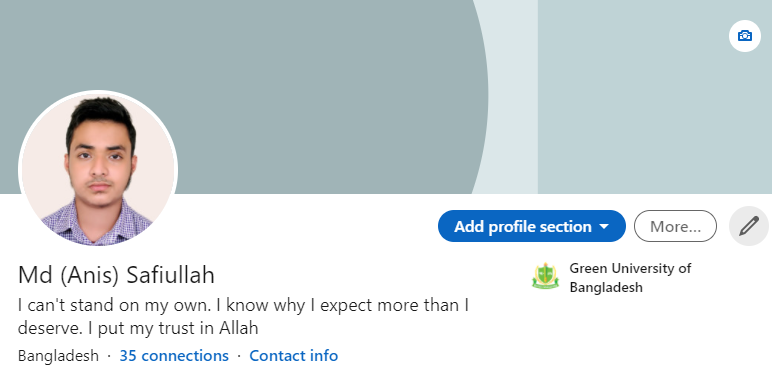 Add profile section
More...
Md (Anis) Safiullah
Green University of
Bangladesh
I can't stand on my own. I know why I expect more than I
deserve. I put my trust in Allah
Bangladesh · 35 connections · Contact info